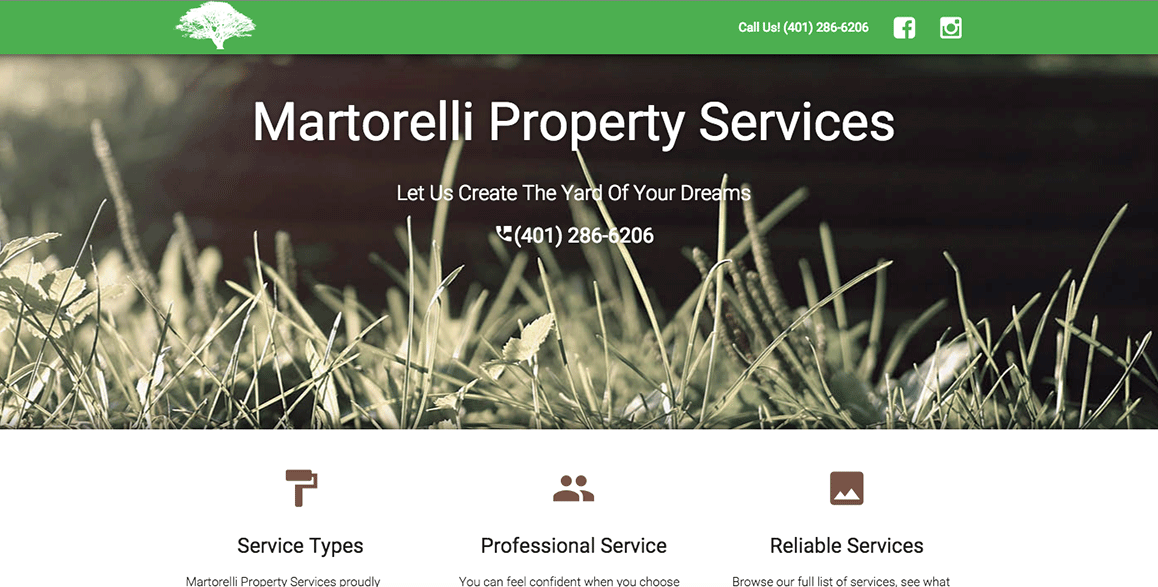 Call Us! (401) 286-6206
Martorelli Property Services
Let Us Create The Yard Of Your Dreams
(401) 286-6206
Service Types
Professional Service
Reliable Services
Martorelli Property Services proudly
You can feel confident when you choose
Browse our full list of services, see what